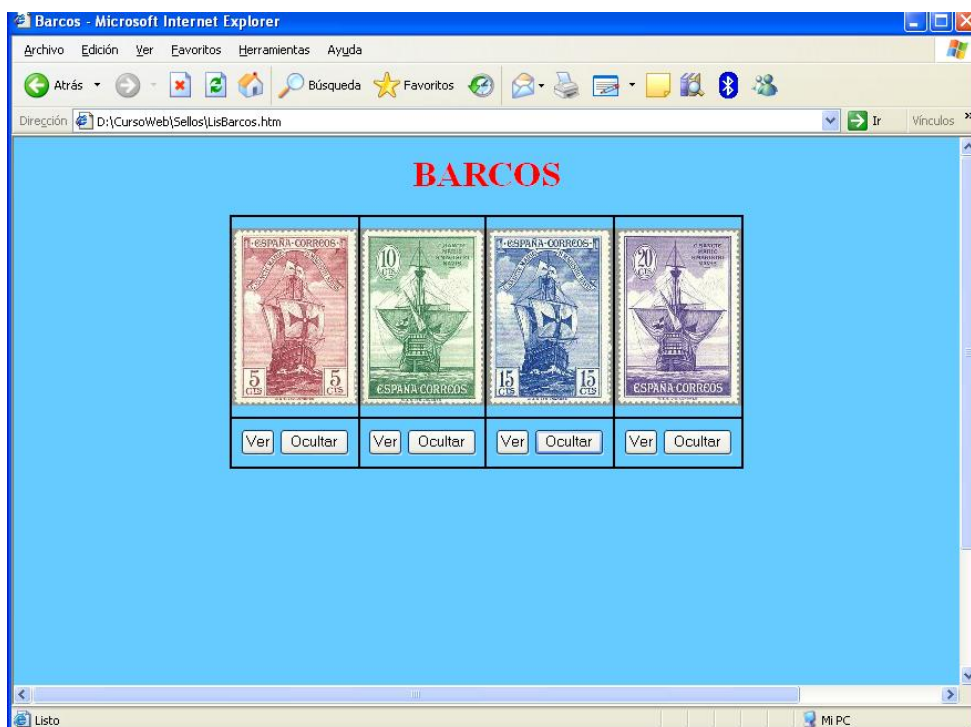 Barcos - Microsoft Internet Explorer
Archivo Edición Ver Favoritos Herramientas Ayuda
Atrás Búsqueda Favoritos
Dirección D:\CursoWeb\Sellos\LisBarcos.htm Ir Vínculos »
BARCOS
·ESPAÑA·CORREOS· 10 CTS ·ESPAÑA-CORREOS· 20 CTS
5 CTS 5 CTS ESPAÑA·CORREOS 15 CTS 15 CTS ESPAÑA·CORREOS
Ver Ocultar Ver Ocultar Ver Ocultar Ver Ocultar
Listo Mi PC